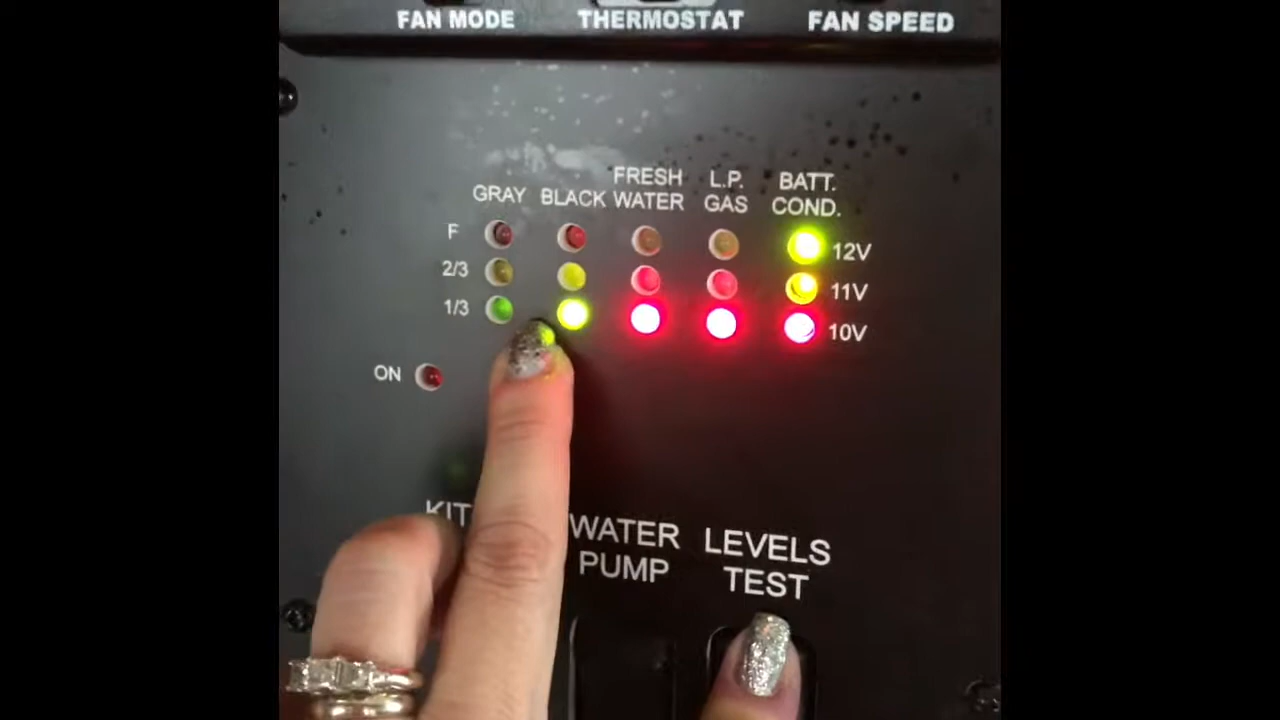 FAN MODE THERMOSTAT FAN SPEED
FRESH L.P. BATT.
GRAY BLACK WATER GAS COND.
F 12V
2/3 11V
1/3 10V
ON
KIT
WATER LEVELS
PUMP TEST